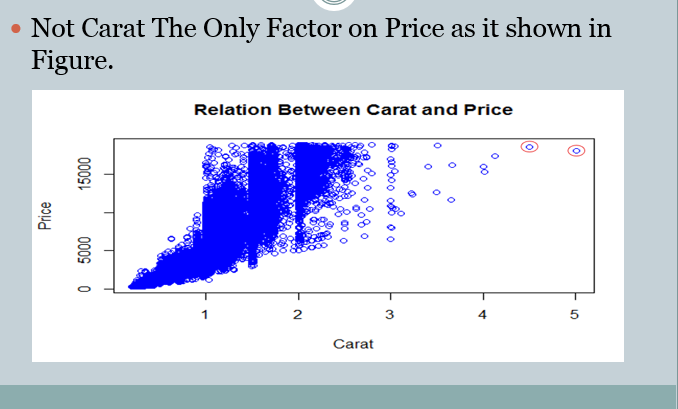 Not Carat The Only Factor on Price as it shown in
Figure.
Relation Between Carat and Price
Price
15000
5000
0
1 2 3 4 5
Carat